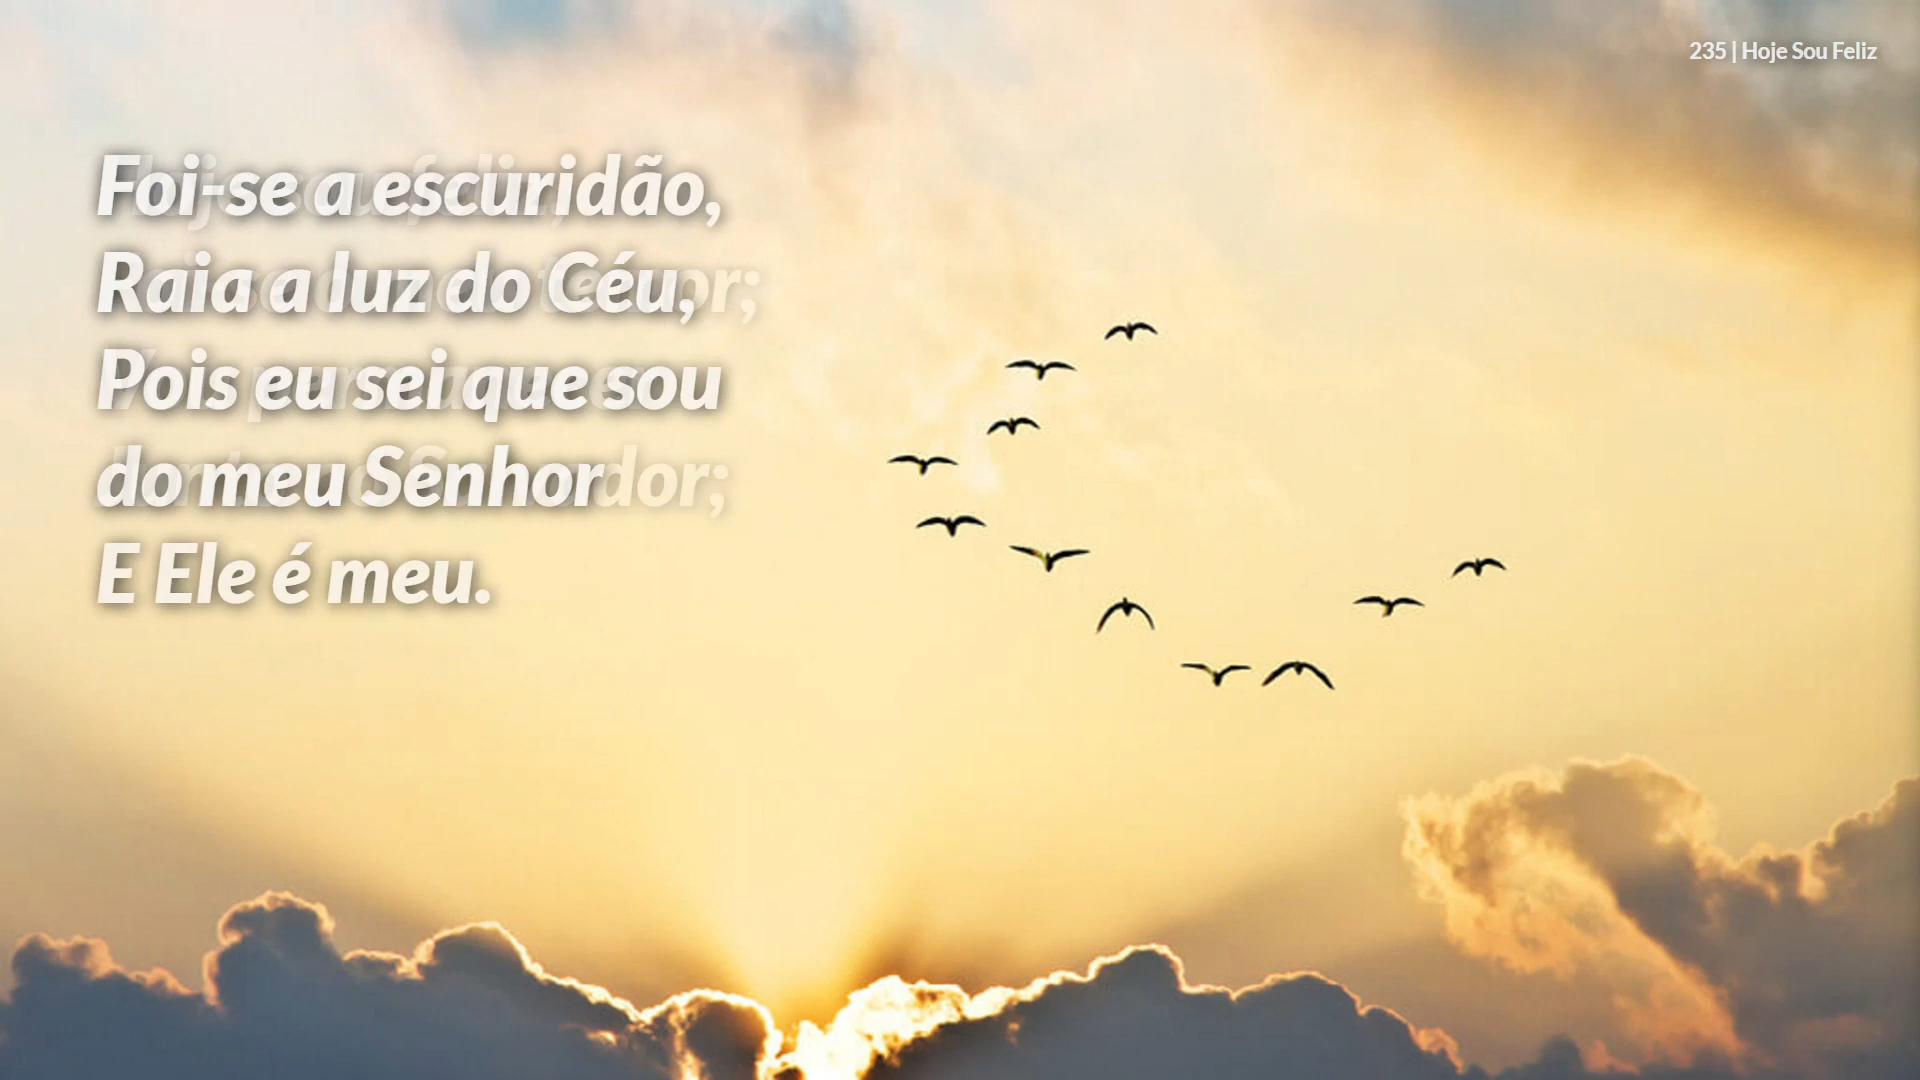 235 | Hoje Sou Feliz
Foi-se a escuridão,
Raia a luz do Céu,
Pois eu sei que sou
do meu Senhor
E Ele é meu.